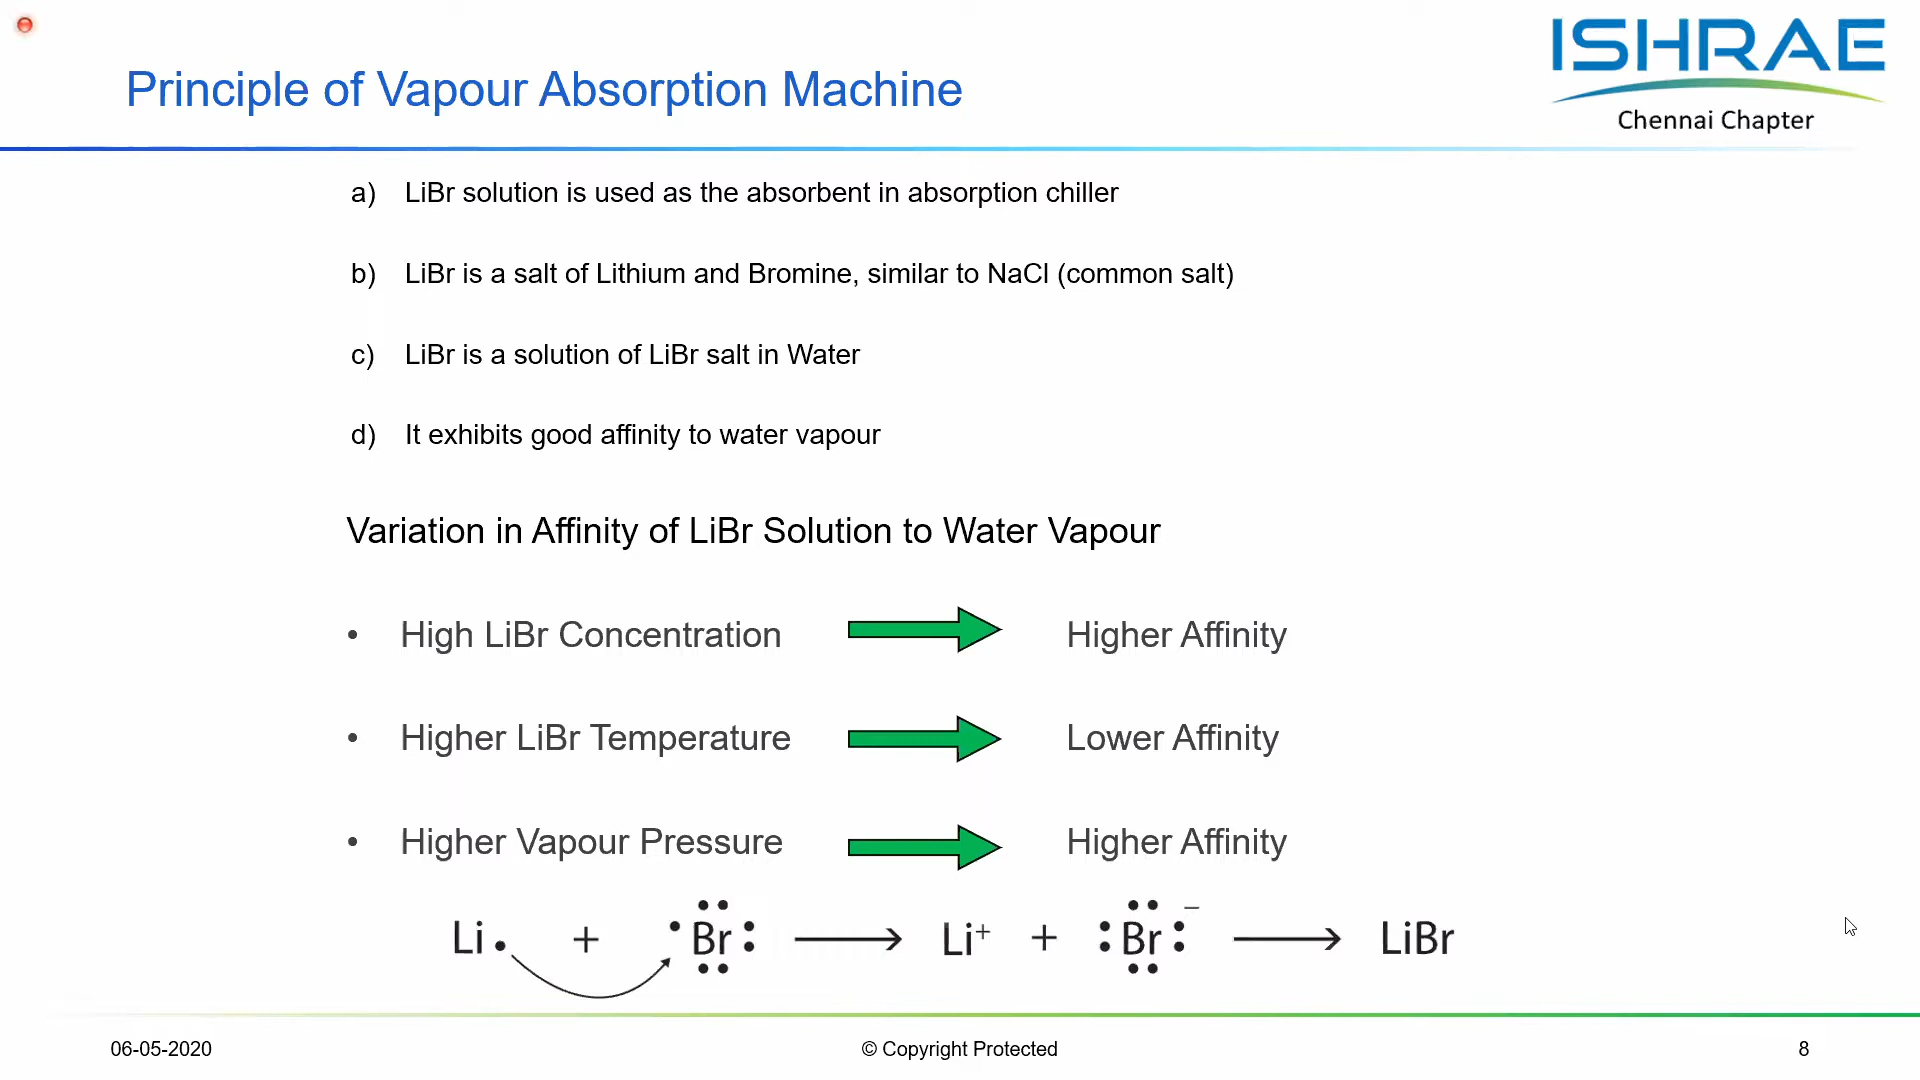 ISHRAE
Principle of Vapour Absorption Machine
Chennai Chapter
a) LiBr solution is used as the absorbent in absorption chiller
b) LiBr is a salt of Lithium and Bromine, similar to NaCl (common salt)
c) LiBr is a solution of LiBr salt in Water
d) It exhibits good affinity to water vapour
Variation in Affinity of LiBr Solution to Water Vapour
• High LiBr Concentration Higher Affinity
• Higher LiBr Temperature Lower Affinity
• Higher Vapour Pressure Higher Affinity
Li + Br ⟶ Li⁺ + Br⁻ ⟶ LiBr
06-05-2020 © Copyright Protected 8